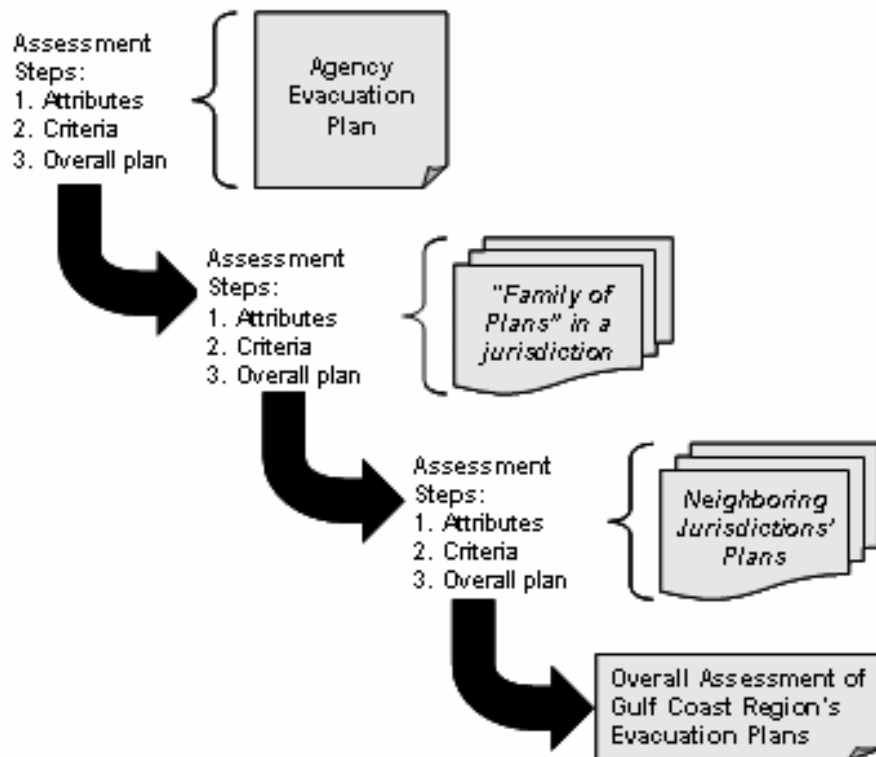 Assessment
Steps:
1. Attributes
2. Criteria
3. Overall plan
Agency
Evacuation
Plan
Assessment
Steps:
1. Attributes
2. Criteria
3. Overall plan
"Family of
Plans" in a
jurisdiction
Assessment
Steps:
1. Attributes
2. Criteria
3. Overall plan
Neighboring
Jurisdictions'
Plans
Overall Assessment of
Gulf Coast Region's
Evacuation Plans